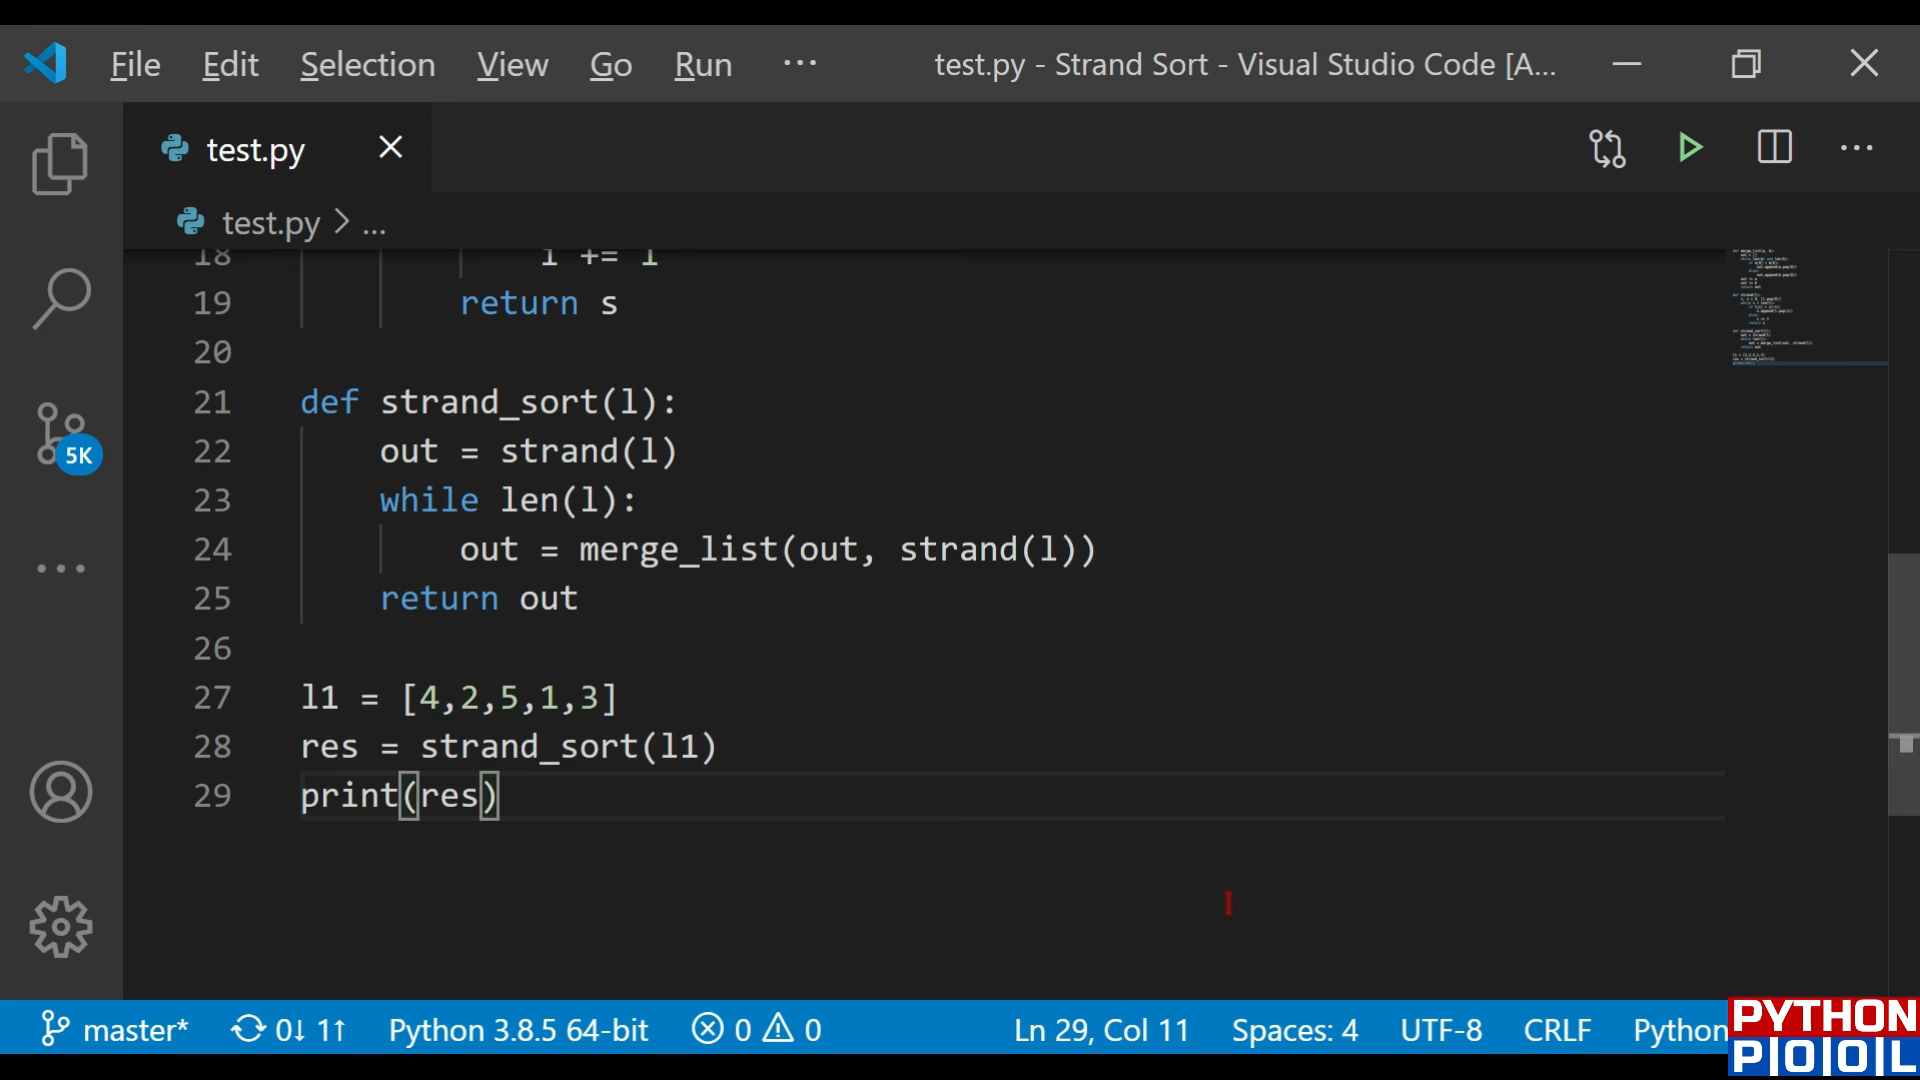 File Edit Selection View Go Run ··· test.py - Strand Sort - Visual Studio Code [A...
test.py
test.py > ...
18 i += 1
19 return s
20
21 def strand_sort(l):
22 out = strand(l)
23 while len(l):
24 out = merge_list(out, strand(l))
25 return out
26
27 l1 = [4,2,5,1,3]
28 res = strand_sort(l1)
29 print(res)
5K
master* 0↓ 1↑ Python 3.8.5 64-bit 0 0 Ln 29, Col 11 Spaces: 4 UTF-8 CRLF Python
PYTHON
POOL